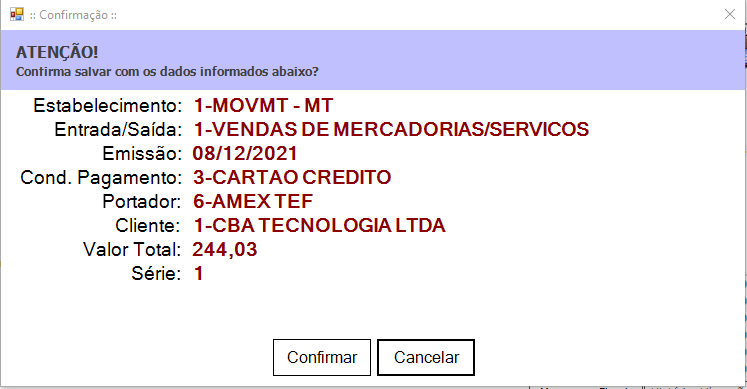 :: Confirmação ::
ATENÇÃO!
Confirma salvar com os dados informados abaixo?
Estabelecimento: 1-MOVMT - MT
Entrada/Saída: 1-VENDAS DE MERCADORIAS/SERVICOS
Emissão: 08/12/2021
Cond. Pagamento: 3-CARTAO CREDITO
Portador: 6-AMEX TEF
Cliente: 1-CBA TECNOLOGIA LTDA
Valor Total: 244,03
Série: 1
Confirmar Cancelar